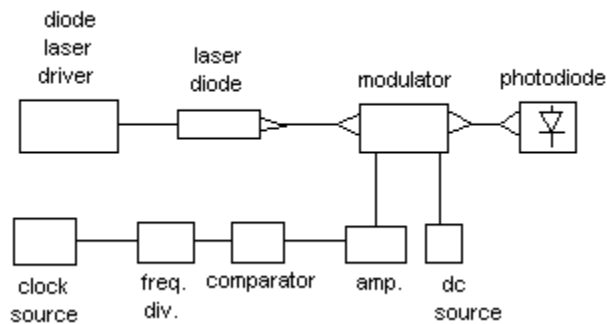 diode
laser
driver
laser
diode
modulator
photodiode
clock
source
freq.
div.
comparator
amp.
dc
source